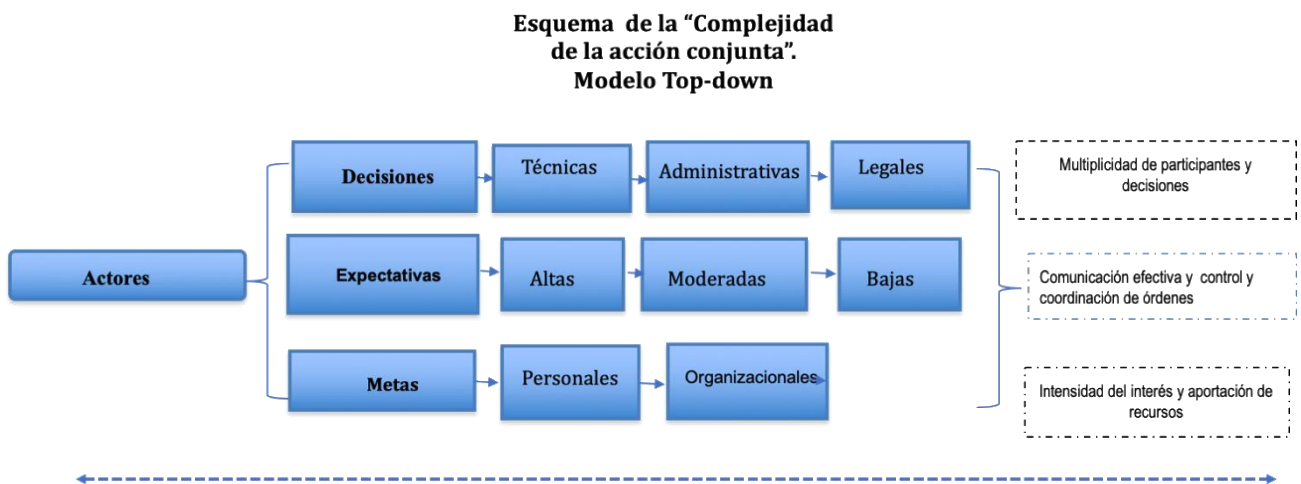 Esquema de la “Complejidad
de la acción conjunta”.
Modelo Top-down
Actores
Decisiones
Técnicas
Administrativas
Legales
Expectativas
Altas
Moderadas
Bajas
Metas
Personales
Organizacionales
Multiplicidad de participantes y
decisiones
Comunicación efectiva y control y
coordinación de órdenes
Intensidad del interés y aportación de
recursos